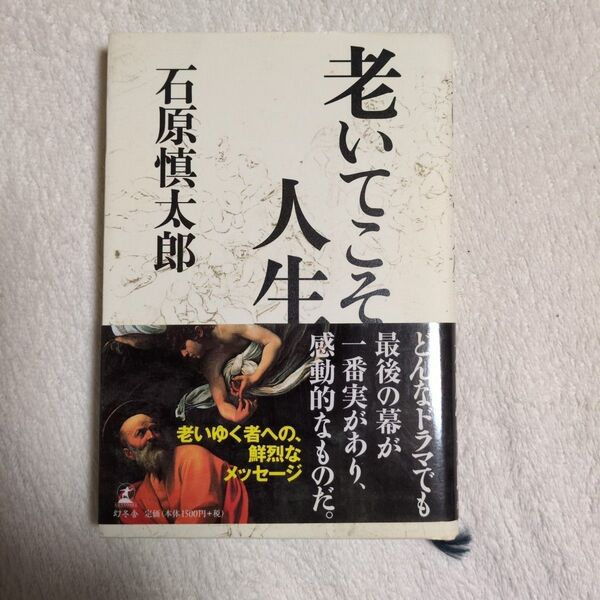 老いてこそ
人生
石原慎太郎
どんなドラマでも
最後の幕が
一番実があり、
感動的なものだ。
老いゆく者への、
鮮烈な
メッセージ
幻冬舎 定価(本体1500円+税)